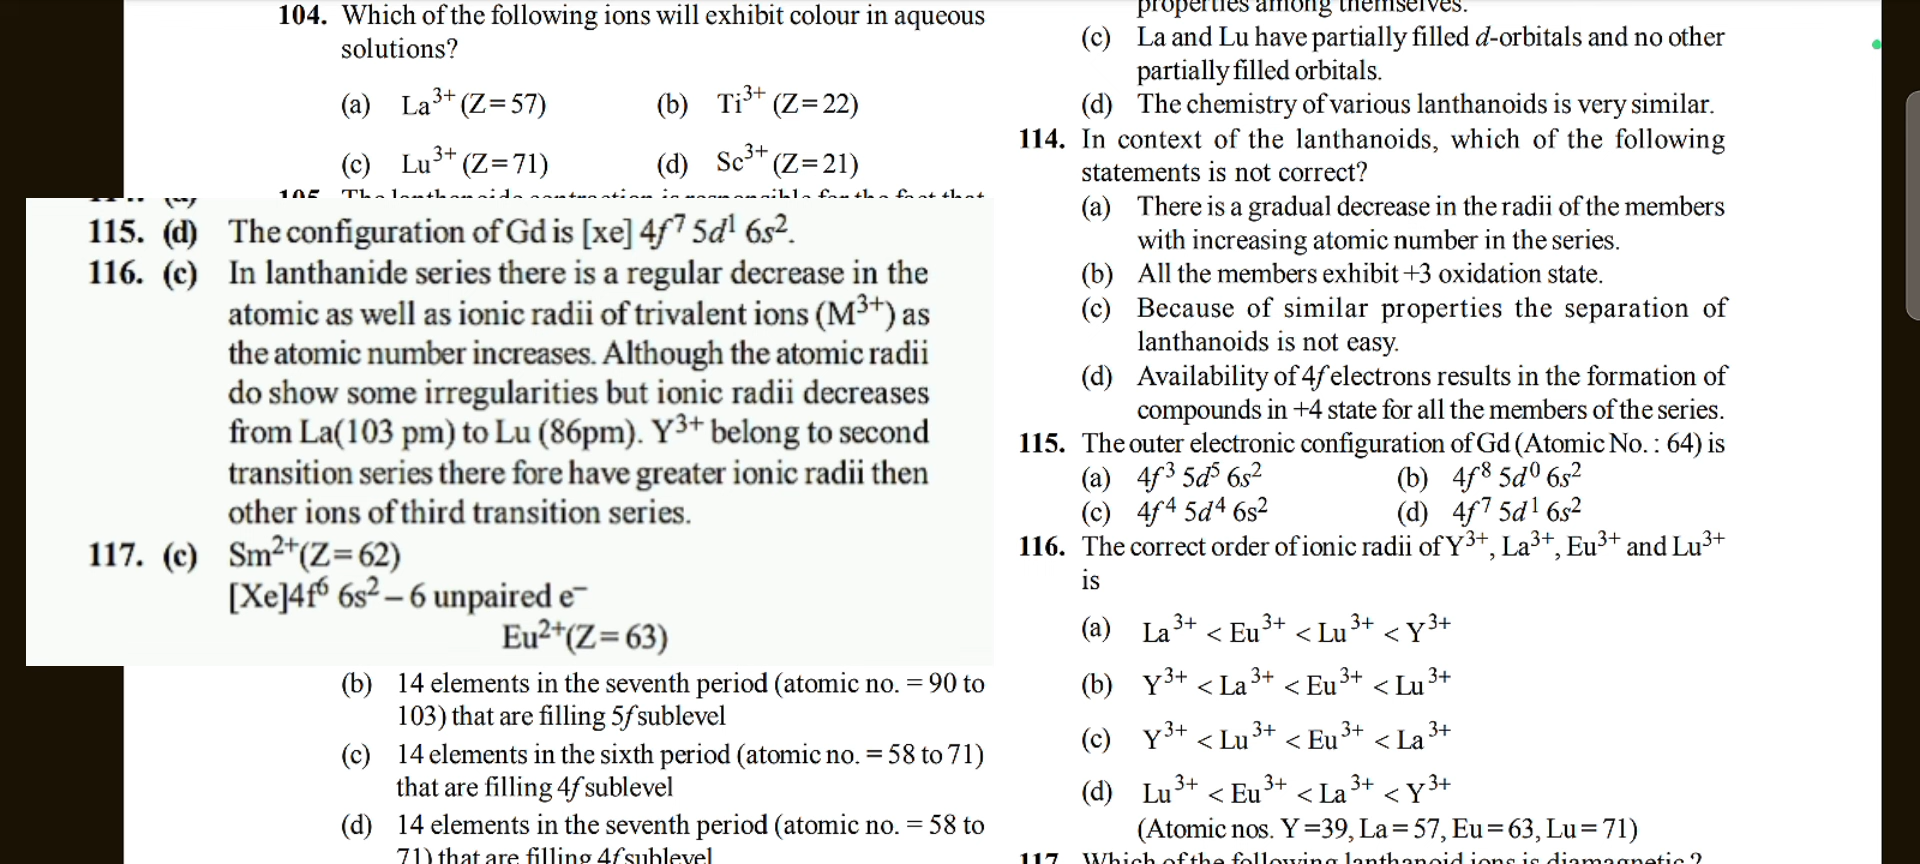 104. Which of the following ions will exhibit colour in aqueous
solutions?
(a) La³⁺ (Z=57) (b) Ti³⁺ (Z=22)
(c) Lu³⁺ (Z=71) (d) Sc³⁺ (Z=21)
115. (d) The configuration of Gd is [xe] 4f⁷ 5d¹ 6s².
116. (c) In lanthanide series there is a regular decrease in the
atomic as well as ionic radii of trivalent ions (M³⁺) as
the atomic number increases. Although the atomic radii
do show some irregularities but ionic radii decreases
from La(103 pm) to Lu (86pm). Y³⁺ belong to second
transition series there fore have greater ionic radii then
other ions of third transition series.
117. (c) Sm²⁺(Z=62)
[Xe]4f⁶ 6s² – 6 unpaired e⁻
Eu²⁺(Z=63)
(b) 14 elements in the seventh period (atomic no. = 90 to
103) that are filling 5f sublevel
(c) 14 elements in the sixth period (atomic no. = 58 to 71)
that are filling 4f sublevel
(d) 14 elements in the seventh period (atomic no. = 58 to
71) that are filling 4f sublevel
properties among themselves.
(c) La and Lu have partially filled d-orbitals and no other
partially filled orbitals.
(d) The chemistry of various lanthanoids is very similar.
114. In context of the lanthanoids, which of the following
statements is not correct?
(a) There is a gradual decrease in the radii of the members
with increasing atomic number in the series.
(b) All the members exhibit +3 oxidation state.
(c) Because of similar properties the separation of
lanthanoids is not easy.
(d) Availability of 4f electrons results in the formation of
compounds in +4 state for all the members of the series.
115. The outer electronic configuration of Gd (Atomic No. : 64) is
(a) 4f³ 5d⁵ 6s² (b) 4f⁸ 5d⁰ 6s²
(c) 4f⁴ 5d⁴ 6s² (d) 4f⁷ 5d¹ 6s²
116. The correct order of ionic radii of Y³⁺, La³⁺, Eu³⁺ and Lu³⁺
is
(a) La³⁺ < Eu³⁺ < Lu³⁺ < Y³⁺
(b) Y³⁺ < La³⁺ < Eu³⁺ < Lu³⁺
(c) Y³⁺ < Lu³⁺ < Eu³⁺ < La³⁺
(d) Lu³⁺ < Eu³⁺ < La³⁺ < Y³⁺
(Atomic nos. Y=39, La=57, Eu=63, Lu=71)
117. Which of the following lanthanoid ions is diamagnetic ?